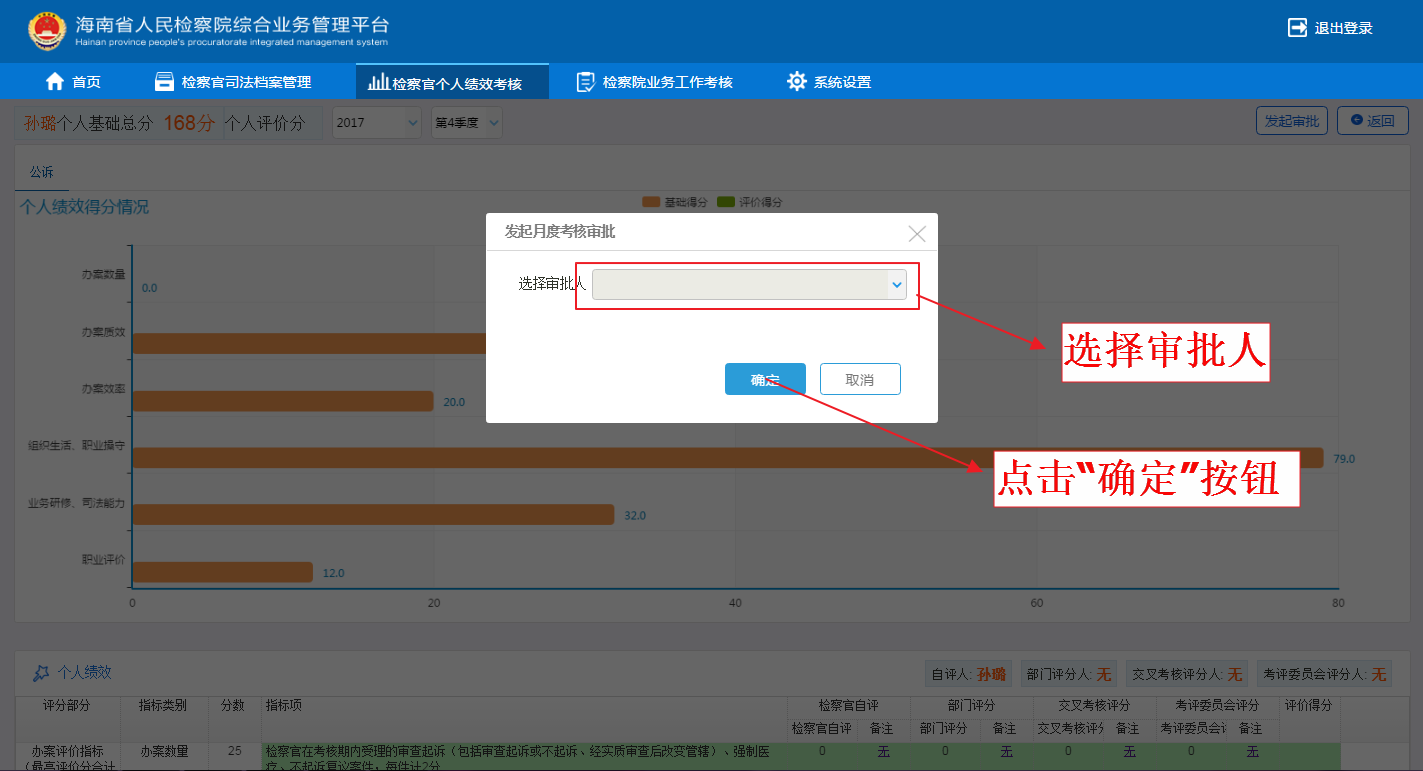 海南省人民检察院综合业务管理平台
Hainan province people's procuratorate integrated management system
退出登录
首页 检察官司法档案管理 检察官个人绩效考核 检察院业务工作考核 系统设置
孙璐个人基础总分 168分 个人评价分 2017 第4季度 发起审批 返回
公诉
个人绩效得分情况
基础得分 评价得分
发起月度考核审批
选择审批人
选择审批人
确定 取消
点击“确定”按钮
办案数量 0.0
办案质效
办案效率 20.0
组织生活、职业操守 79.0
业务研修、司法能力 32.0
职业评价 12.0
0 20 40 60 80
个人绩效
自评人: 孙璐 部门评分人: 无 交叉考核评分人: 无 考评委员会评分人: 无
评分部分 指标类别 分数 指标项 检察官自评 部门评分 交叉考核评分 考评委员会评分 评价得分
检察官自评 备注 部门评分 备注 交叉考核评分 备注 考评委员会 备注
办案评价指标 办案数量 25 检察官在考核期内受理的审查起诉（包括审查起诉或不起诉、经实质审查后改变管辖）、强制医 0 无 0 无 0 无 0 无
（最高评价分合计 疗、不起诉复议案件，每件计2分